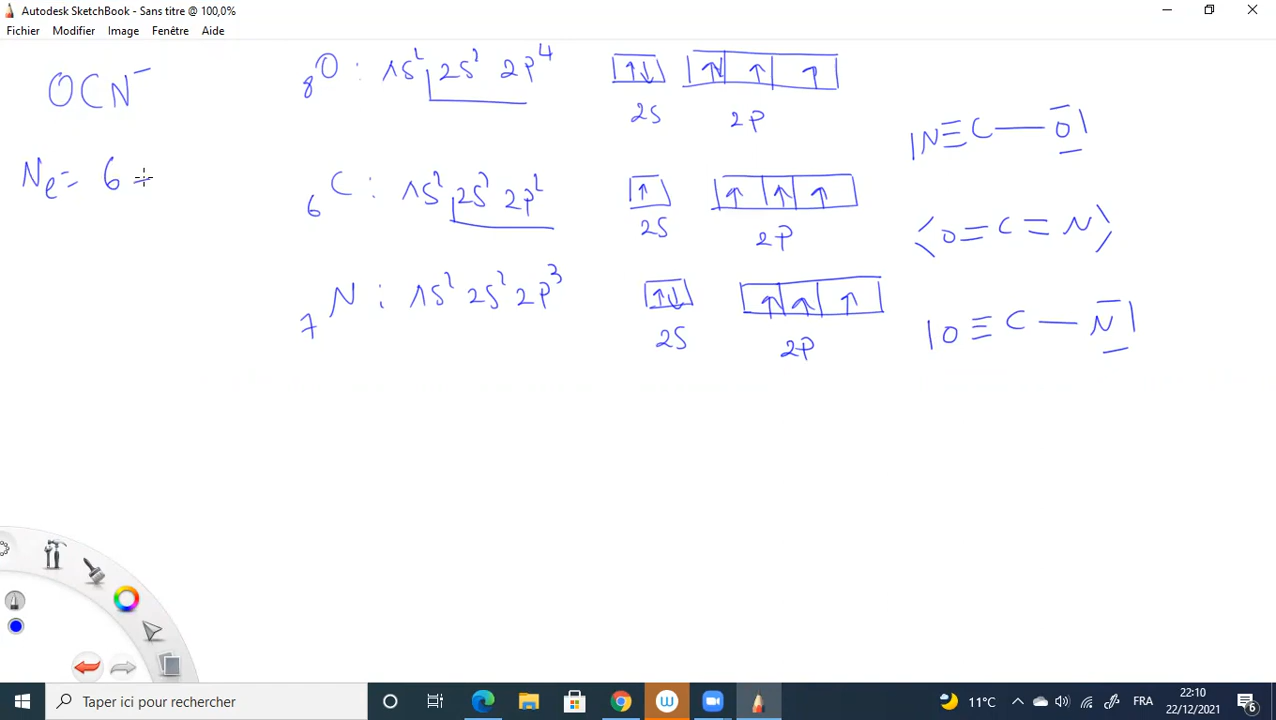 Autodesk SketchBook - Sans titre @ 100,0%
Fichier Modifier Image Fenêtre Aide
OCN⁻
Ne = 6 +
₈O : 1s² 2s² 2p⁴ ↑↓ ↑↓ ↑ ↑
2s 2p
₆C : 1s² 2s² 2p² ↑ ↑ ↑ ↑
2s 2p
₇N : 1s² 2s² 2p³ ↑↓ ↑ ↑ ↑
2s 2p
|N≡C—O̲̅|
⟨O=C=N⟩
|O≡C—N̲̅|
Taper ici pour rechercher
W
11°C
FRA
22:10
22/12/2021
6